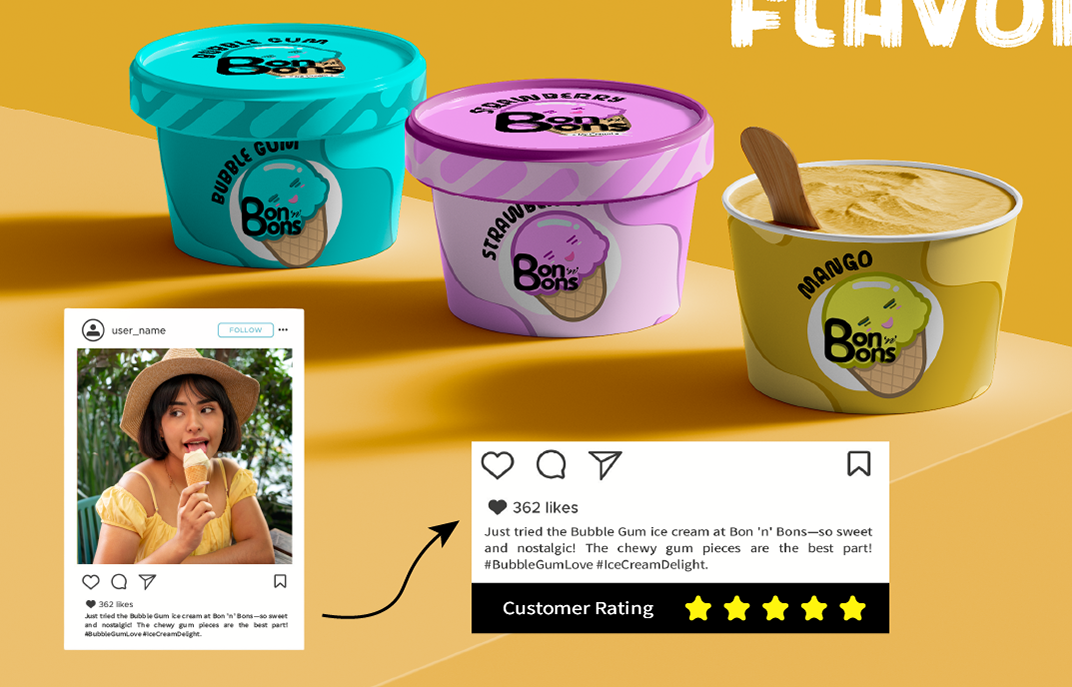 FLAVO
BUBBLE GUM
Bon
Bons
STRAWBERRY
Bon
Bons
BUBBLE GUM
Bon 'n'
Bons
STRAWBE
Bon 'n'
Bons
MANGO
Bon 'n'
Bons
user_name
FOLLOW
362 likes
Just tried the Bubble Gum ice cream at Bon 'n' Bons—so sweet
and nostalgic! The chewy gum pieces are the best part!
#BubbleGumLove #IceCreamDelight.
362 likes
Just tried the Bubble Gum ice cream at Bon 'n' Bons—so sweet
and nostalgic! The chewy gum pieces are the best part!
#BubbleGumLove #IceCreamDelight.
Customer Rating